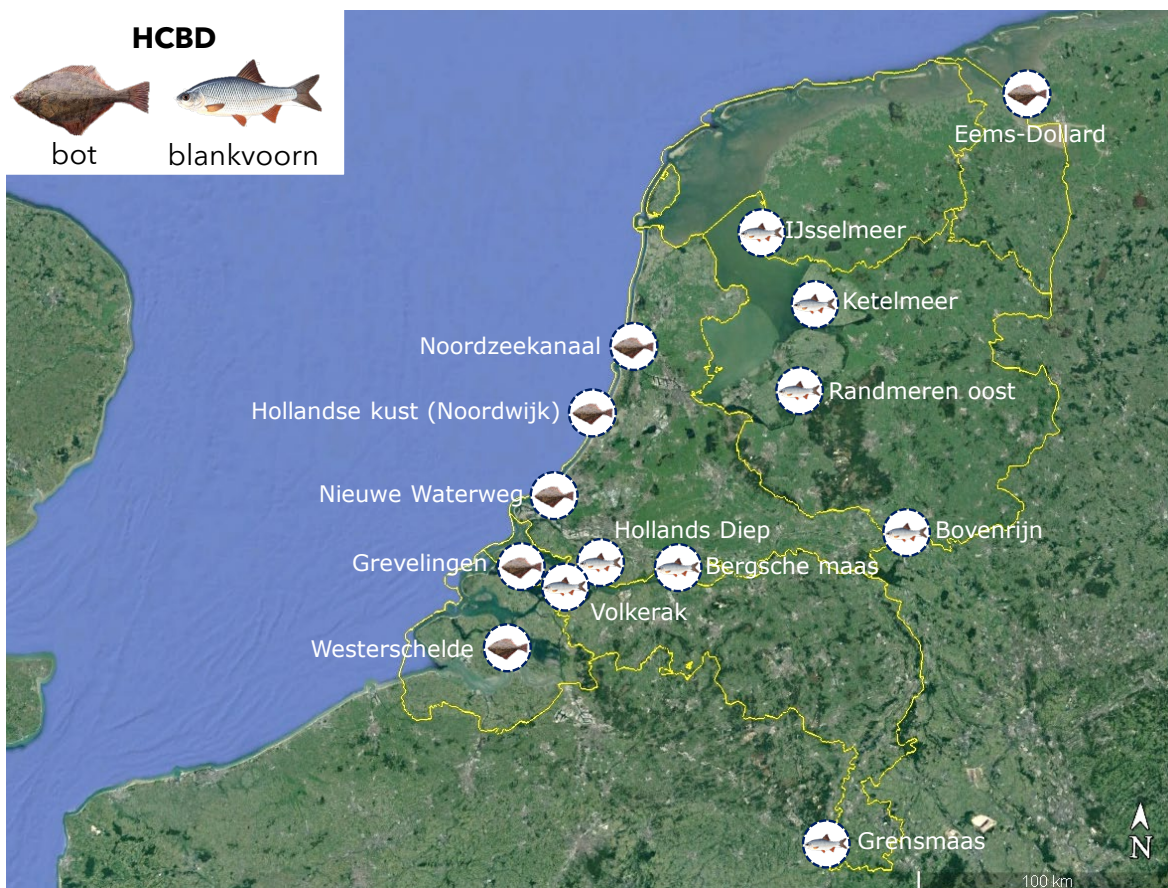 HCBD
bot
blankvoorn
Eems-Dollard
IJsselmeer
Ketelmeer
Noordzeekanaal
Randmeren oost
Hollandse kust (Noordwijk)
Nieuwe Waterweg
Hollands Diep
Bovenrijn
Grevelingen
Bergsche maas
Volkerak
Westerschelde
Grensmaas
N
100 km